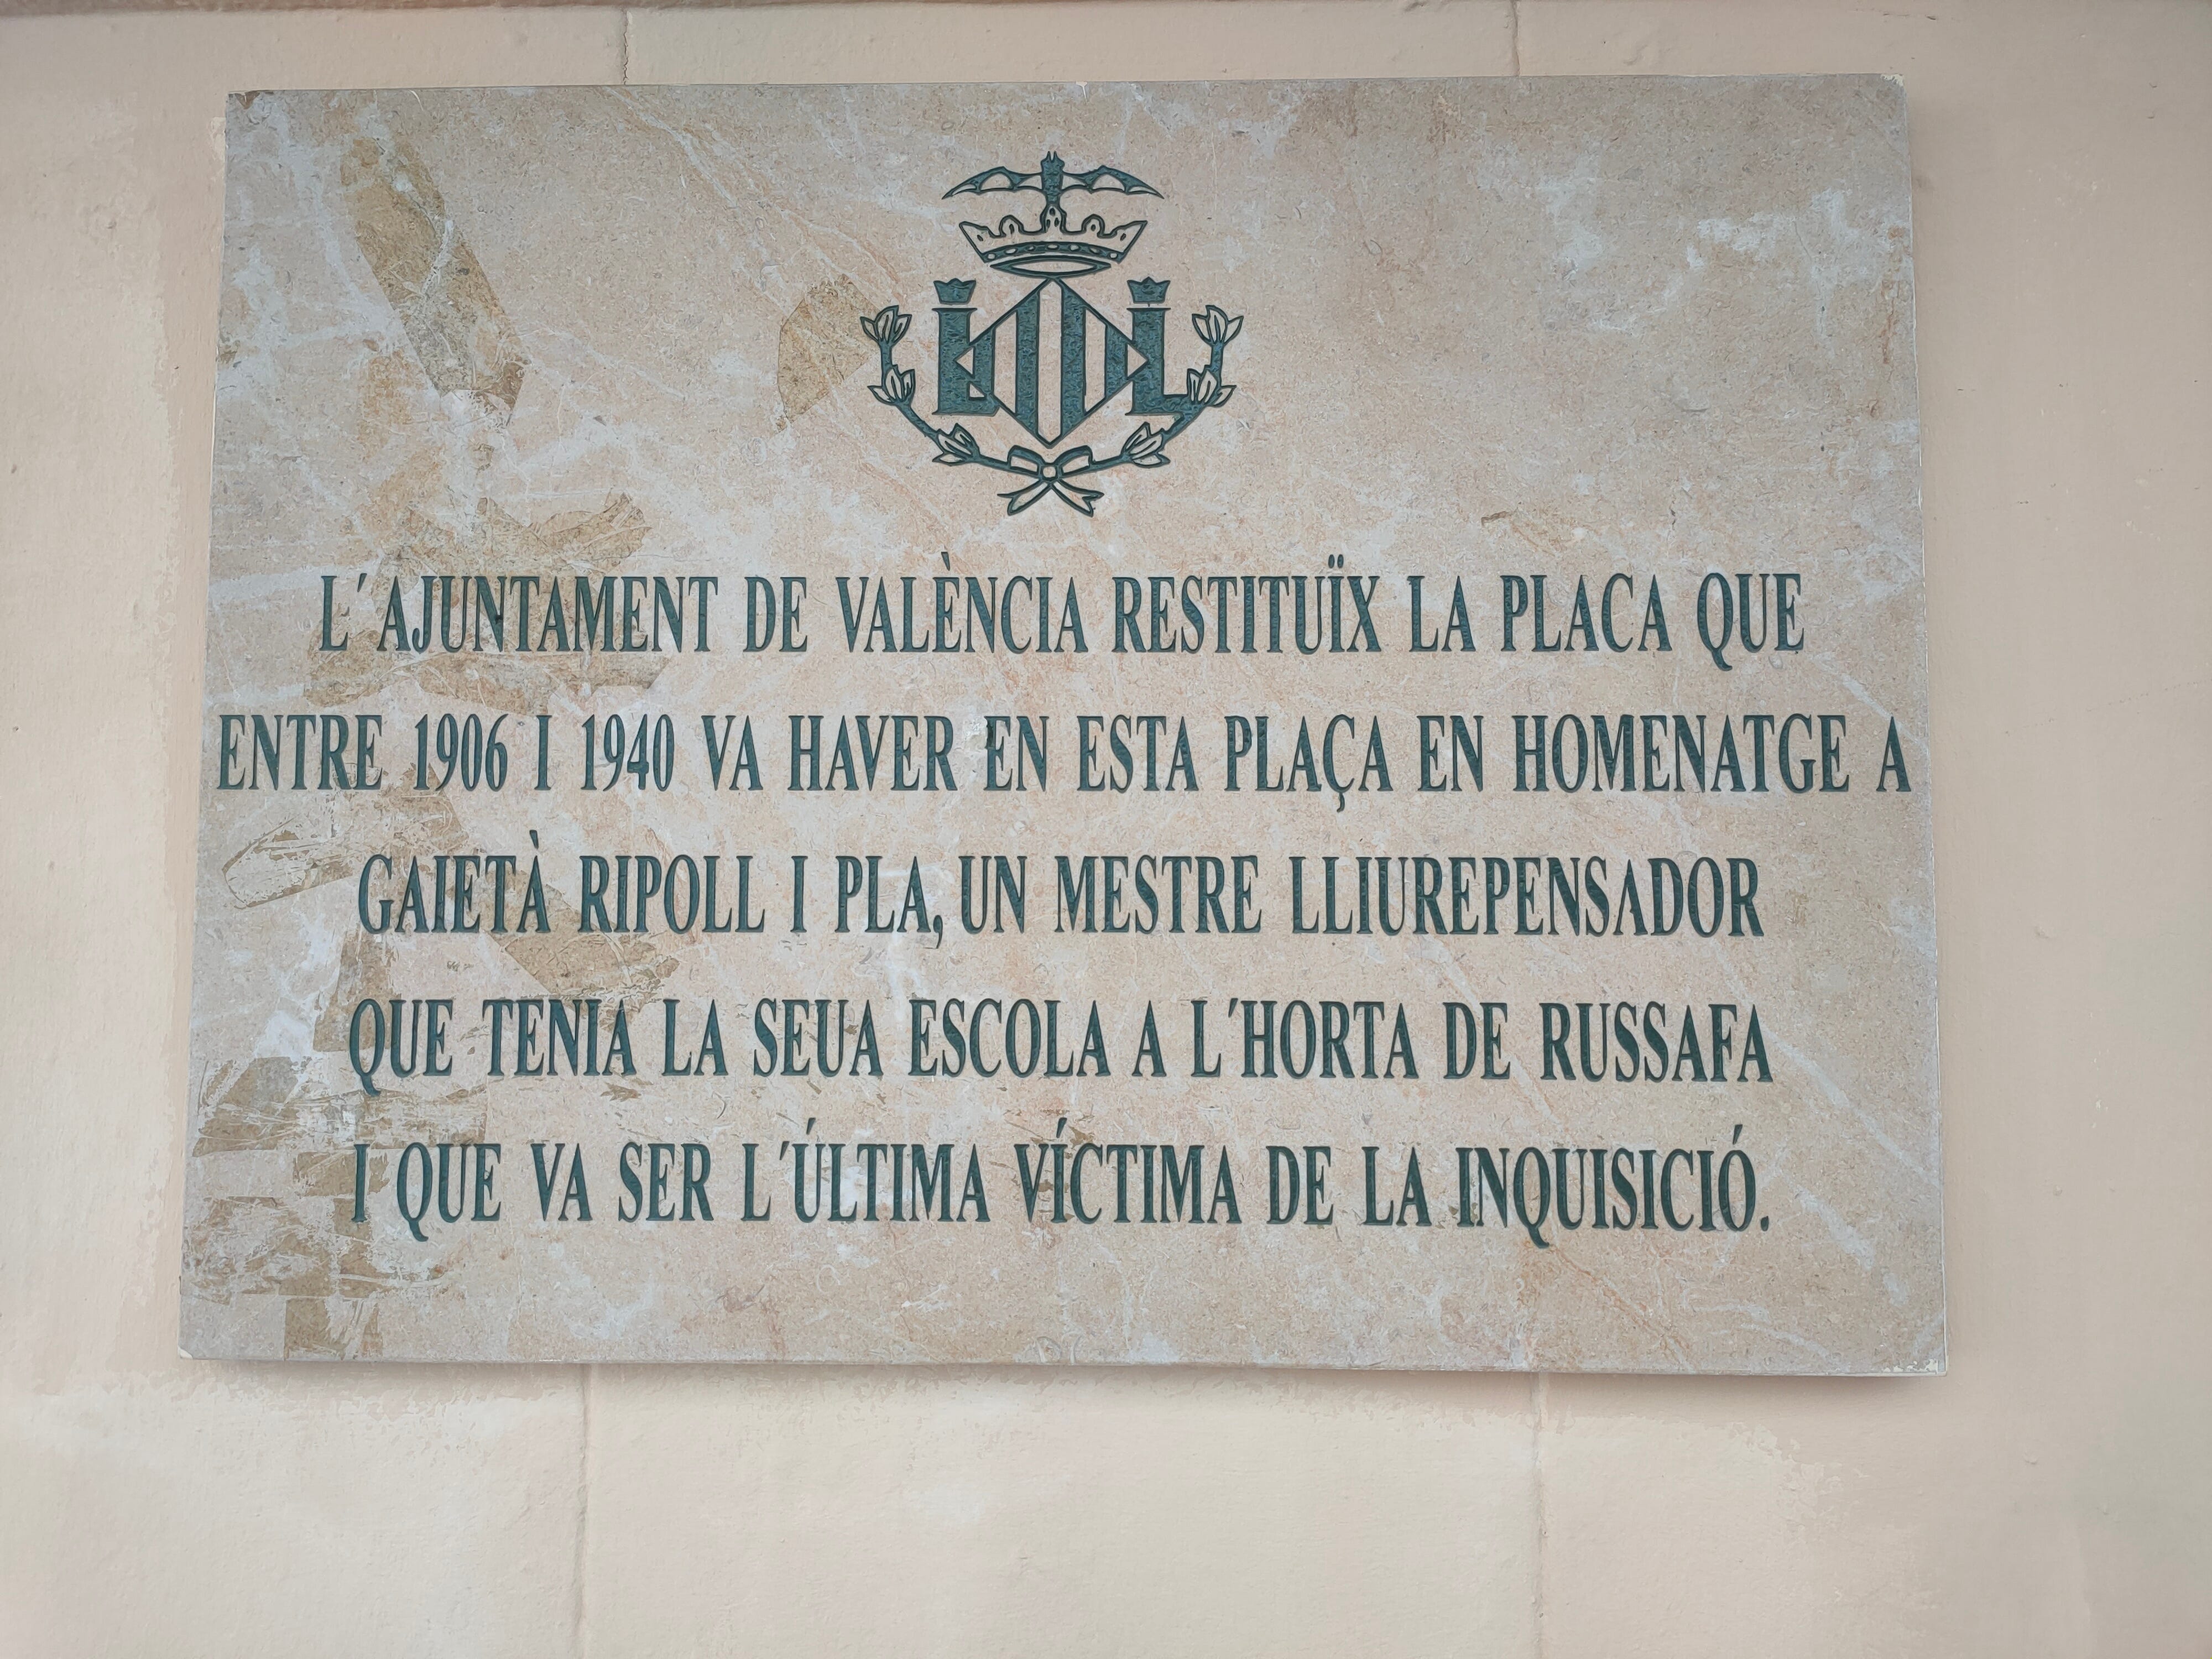 L L
L´AJUNTAMENT DE VALÈNCIA RESTITUÏX LA PLACA QUE
ENTRE 1906 I 1940 VA HAVER EN ESTA PLAÇA EN HOMENATGE A
GAIETÀ RIPOLL I PLA, UN MESTRE LLIUREPENSADOR
QUE TENIA LA SEUA ESCOLA A L´HORTA DE RUSSAFA
I QUE VA SER L´ÚLTIMA VÍCTIMA DE LA INQUISICIÓ.